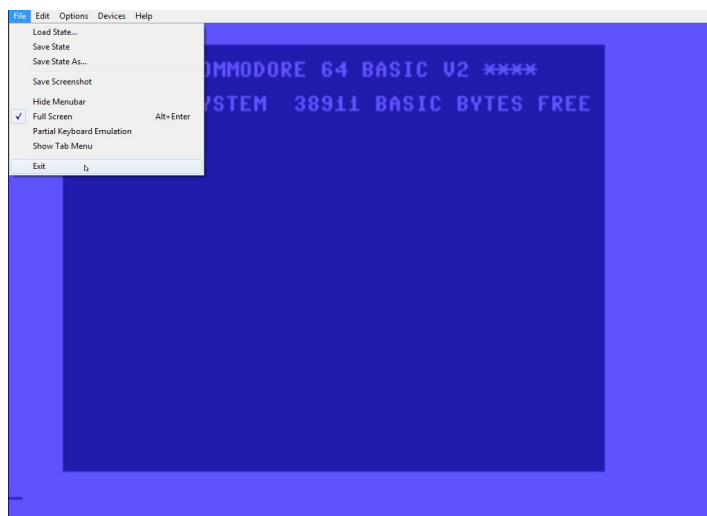 File Edit Options Devices Help
Load State...
Save State
Save State As...
Save Screenshot
Hide Menubar
Full Screen Alt+Enter
Partial Keyboard Emulation
Show Tab Menu
Exit
OMMODORE 64 BASIC V2 ****
YSTEM 38911 BASIC BYTES FREE